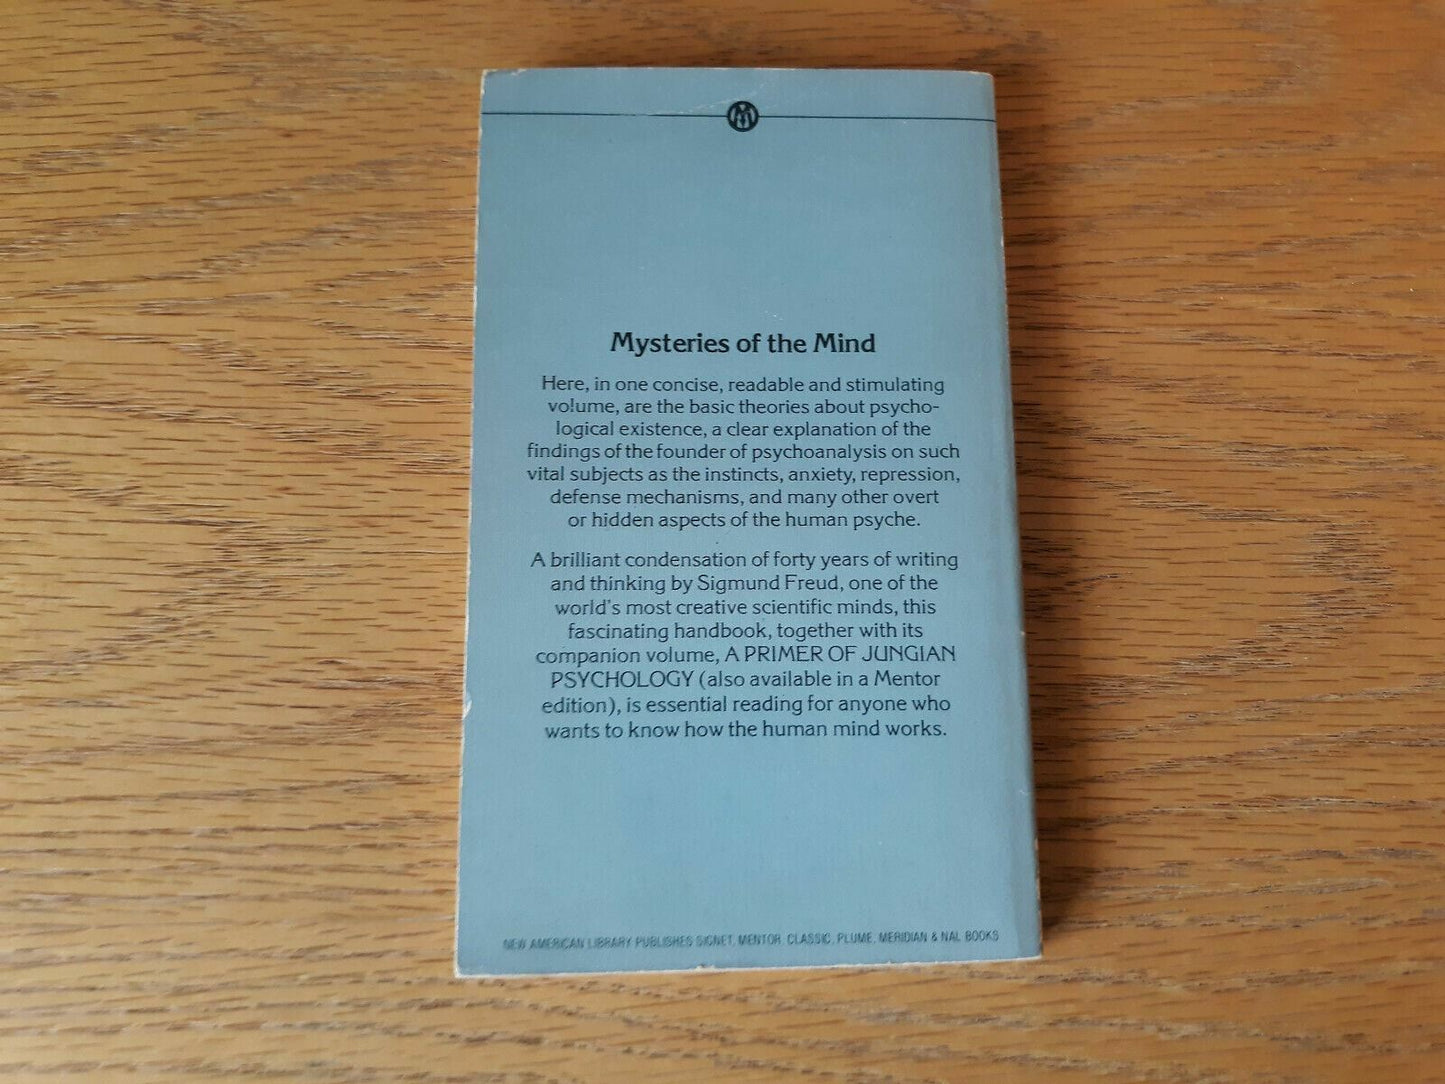 M
Mysteries of the Mind
Here, in one concise, readable and stimulating
volume, are the basic theories about psycho-
logical existence, a clear explanation of the
findings of the founder of psychoanalysis on such
vital subjects as the instincts, anxiety, repression,
defense mechanisms, and many other overt
or hidden aspects of the human psyche.
A brilliant condensation of forty years of writing
and thinking by Sigmund Freud, one of the
world's most creative scientific minds, this
fascinating handbook, together with its
companion volume, A PRIMER OF JUNGIAN
PSYCHOLOGY (also available in a Mentor
edition), is essential reading for anyone who
wants to know how the human mind works.
NEW AMERICAN LIBRARY PUBLISHES SIGNET, MENTOR, CLASSIC, PLUME, MERIDIAN & NAL BOOKS